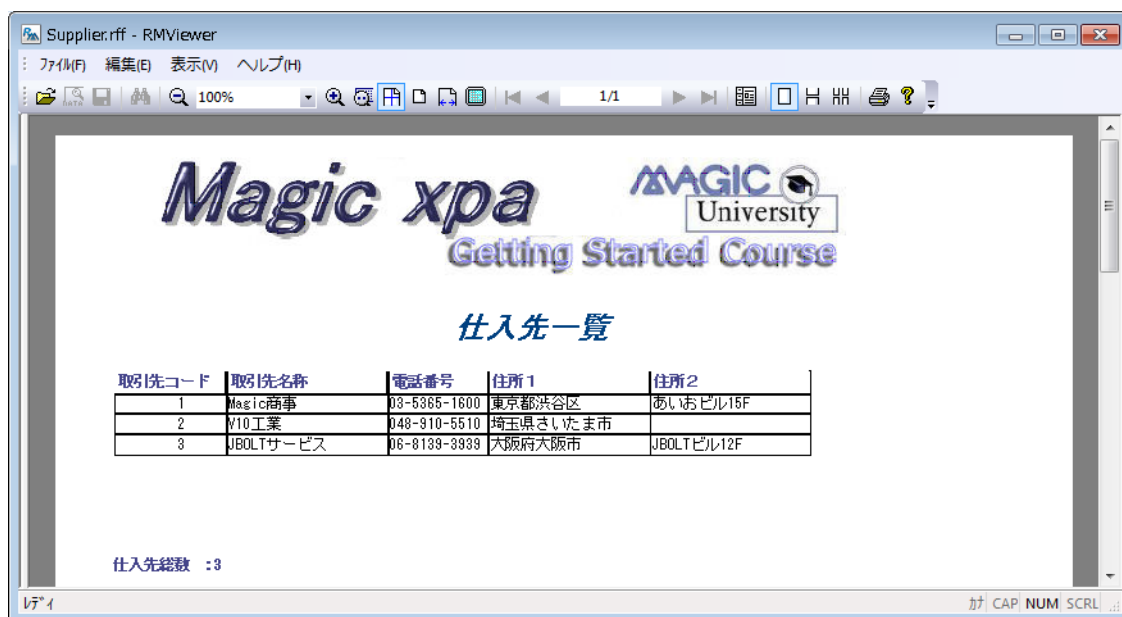 Supplier.rff - RMViewer
ファイル(F) 編集(E) 表示(V) ヘルプ(H)
100% 1/1
Magic xpa
MAGIC
University
Getting Started Course
仕入先一覧
取引先コード 取引先名称 電話番号 住所1 住所2
1 Magic商事 03-5365-1600 東京都渋谷区 あいおビル15F
2 V10工業 048-910-5510 埼玉県さいたま市
3 JBOLTサービス 06-8139-3939 大阪府大阪市 JBOLTビル12F
仕入先総数 :3
レディ カナ CAP NUM SCRL